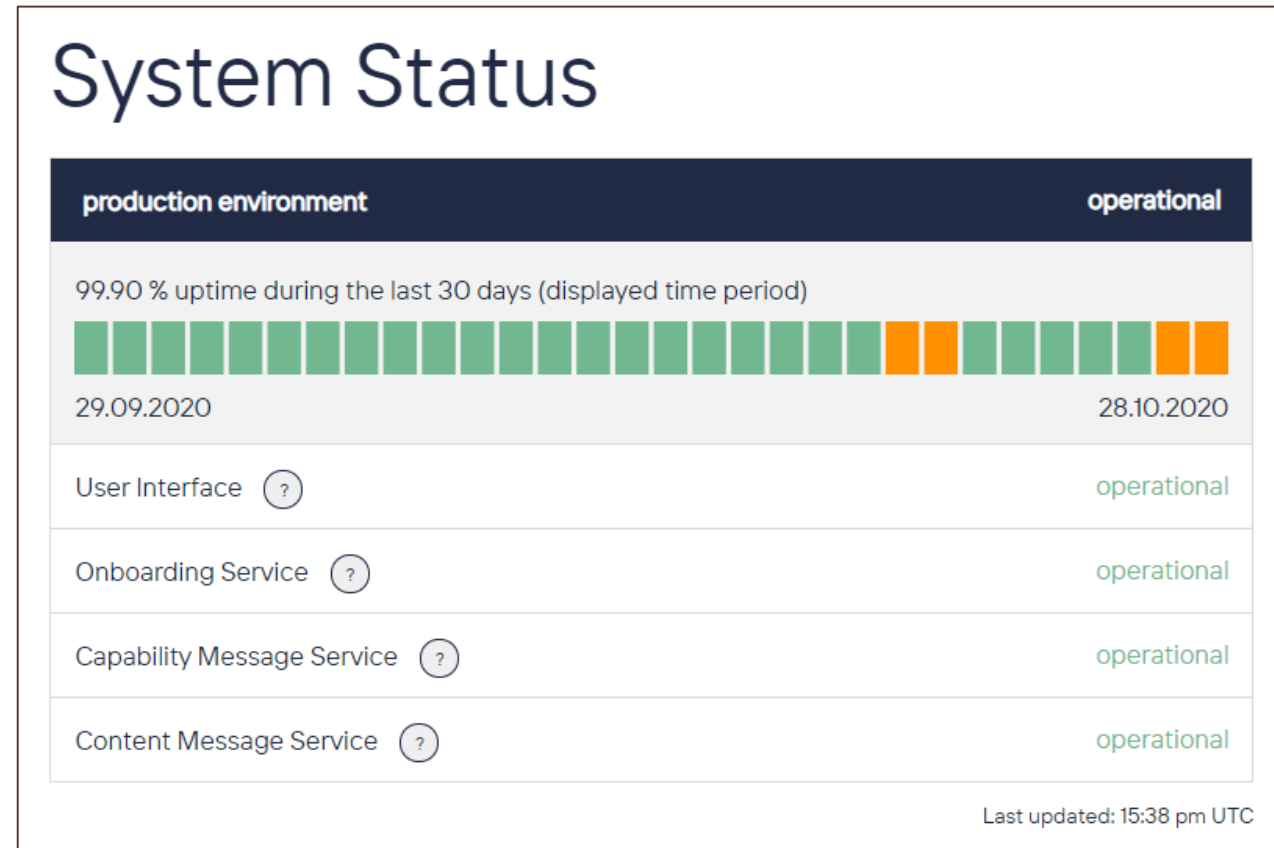 System Status
production environment operational
99.90 % uptime during the last 30 days (displayed time period)
29.09.2020 28.10.2020
User Interface ? operational
Onboarding Service ? operational
Capability Message Service ? operational
Content Message Service ? operational
Last updated: 15:38 pm UTC